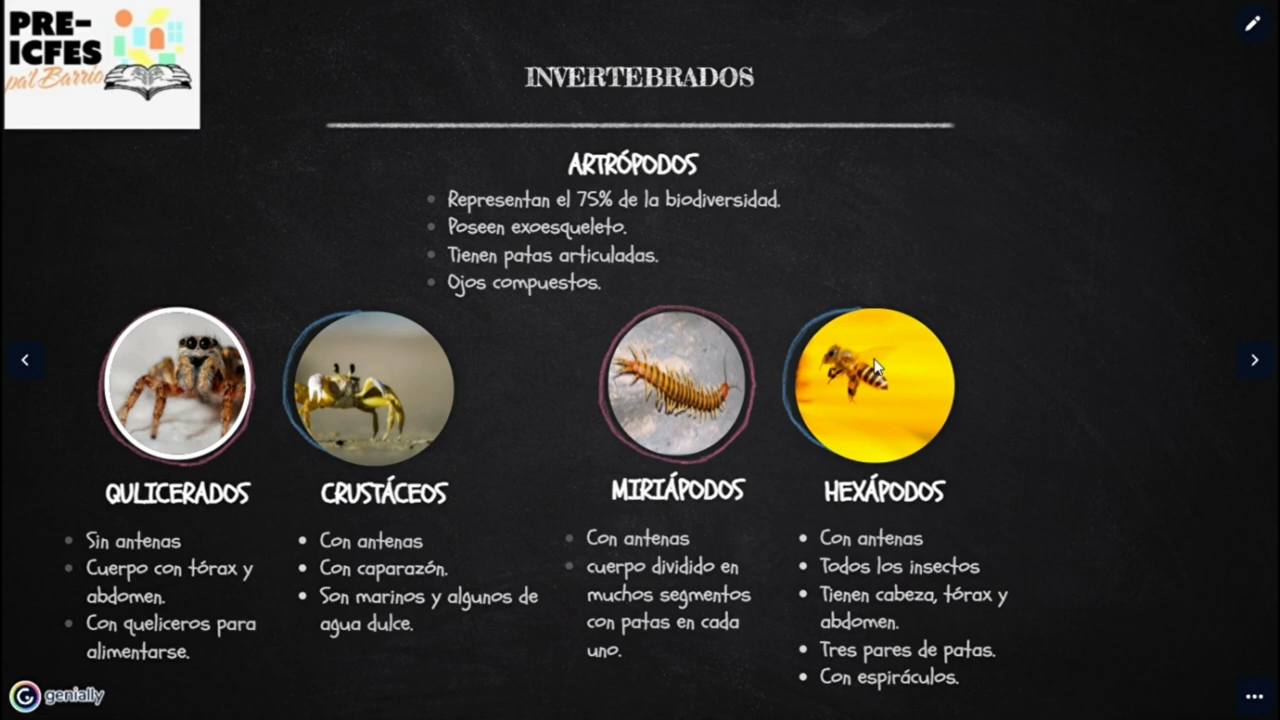 PRE-
ICFES
pa'l Barrio
INVERTEBRADOS
ARTRÓPODOS
Representan el 75% de la biodiversidad.
Poseen exoesqueleto.
Tienen patas articuladas.
Ojos compuestos.
QULICERADOS
Sin antenas
Cuerpo con tórax y
abdomen.
Con queliceros para
alimentarse.
CRUSTÁCEOS
Con antenas
Con caparazón.
Son marinos y algunos de
agua dulce.
MIRIÁPODOS
Con antenas
cuerpo dividido en
muchos segmentos
con patas en cada
uno.
HEXÁPODOS
Con antenas
Todos los insectos
Tienen cabeza, tórax y
abdomen.
Tres pares de patas.
Con espiráculos.
genially